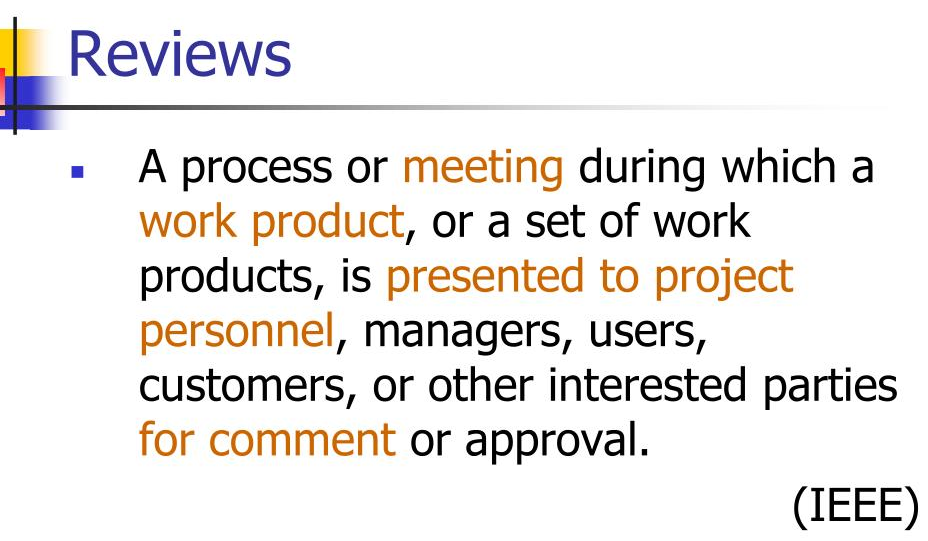 Reviews
A process or meeting during which a
work product, or a set of work
products, is presented to project
personnel, managers, users,
customers, or other interested parties
for comment or approval.
(IEEE)